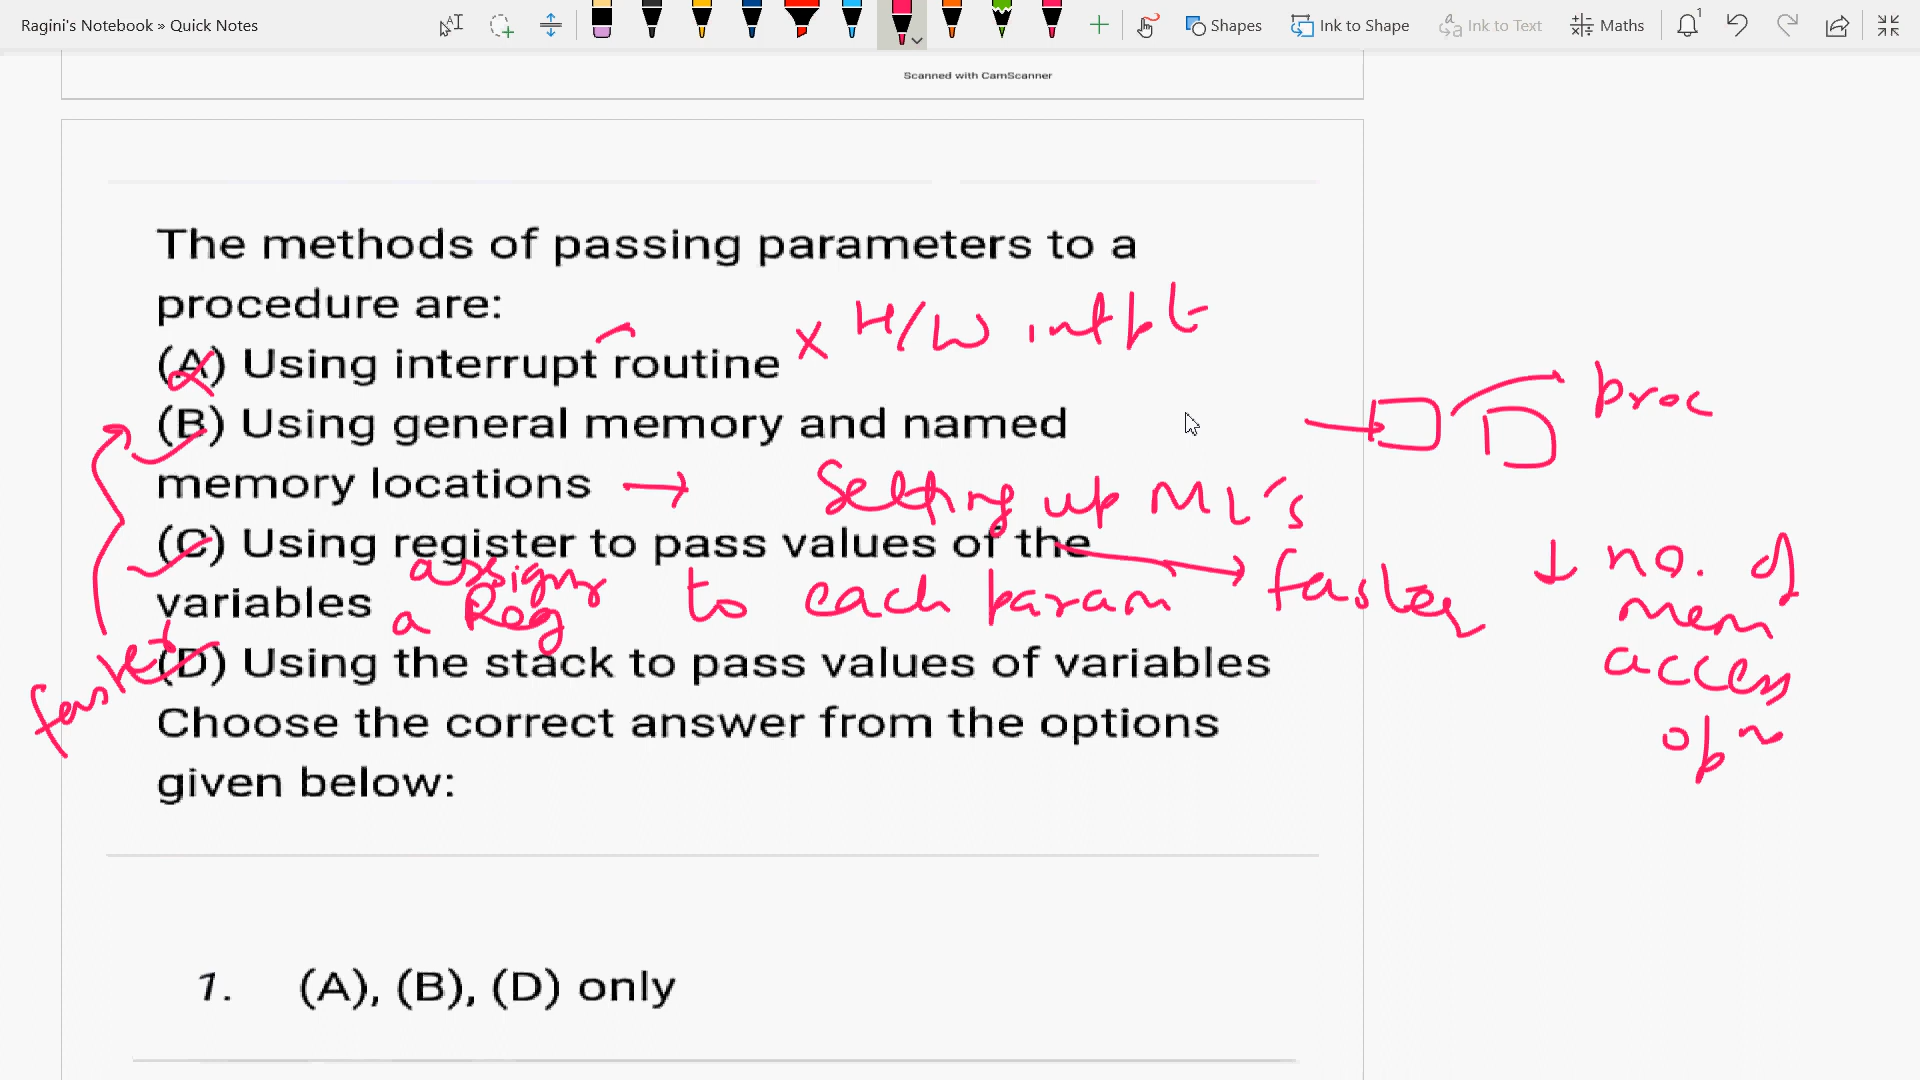 Ragini's Notebook » Quick Notes
Shapes Ink to Shape Ink to Text Maths 1
Scanned with CamScanner
The methods of passing parameters to a
procedure are:
(A) Using interrupt routine x H/W
(B) Using general memory and named
proc
memory locations → Setting up ML's
(C) Using register to pass values of the
→ faster
variables assigns a Reg to each param
↓ no. of
mem
access
opn
faster
(D) Using the stack to pass values of variables
Choose the correct answer from the options
given below:
1. (A), (B), (D) only